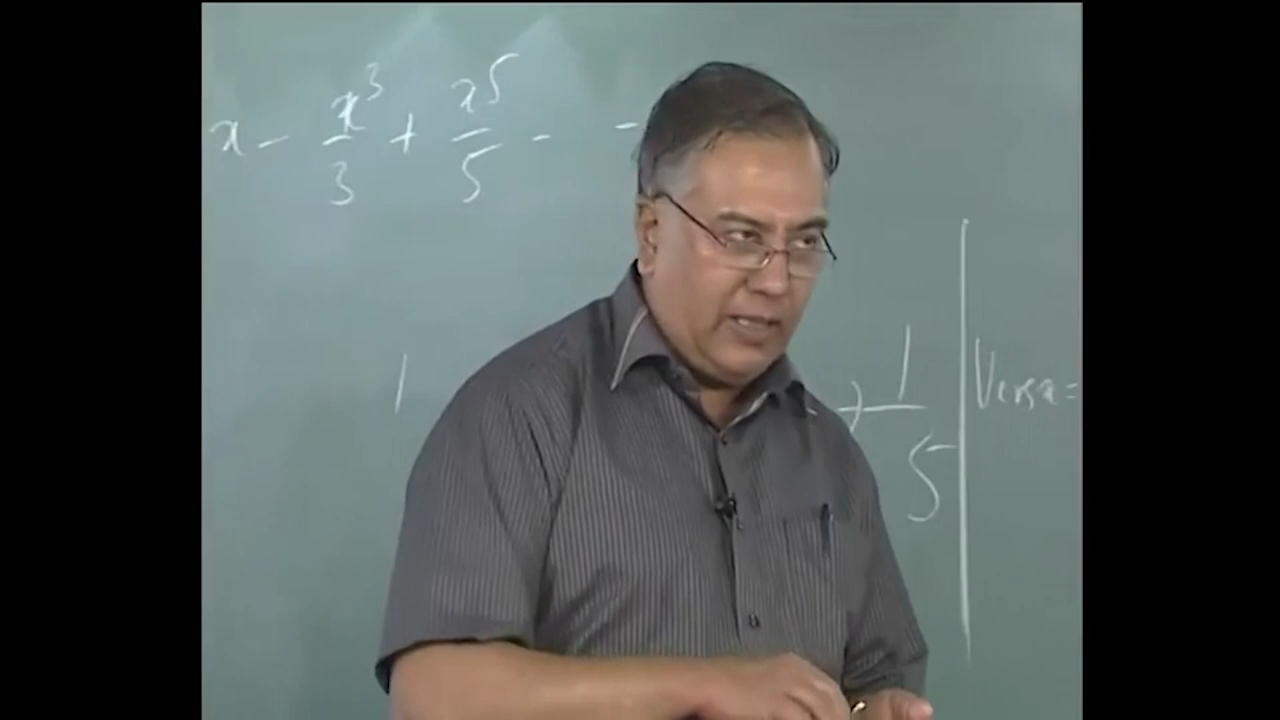 x - x³/3 + x⁵/5 - -
1 + 1/5
Versa =